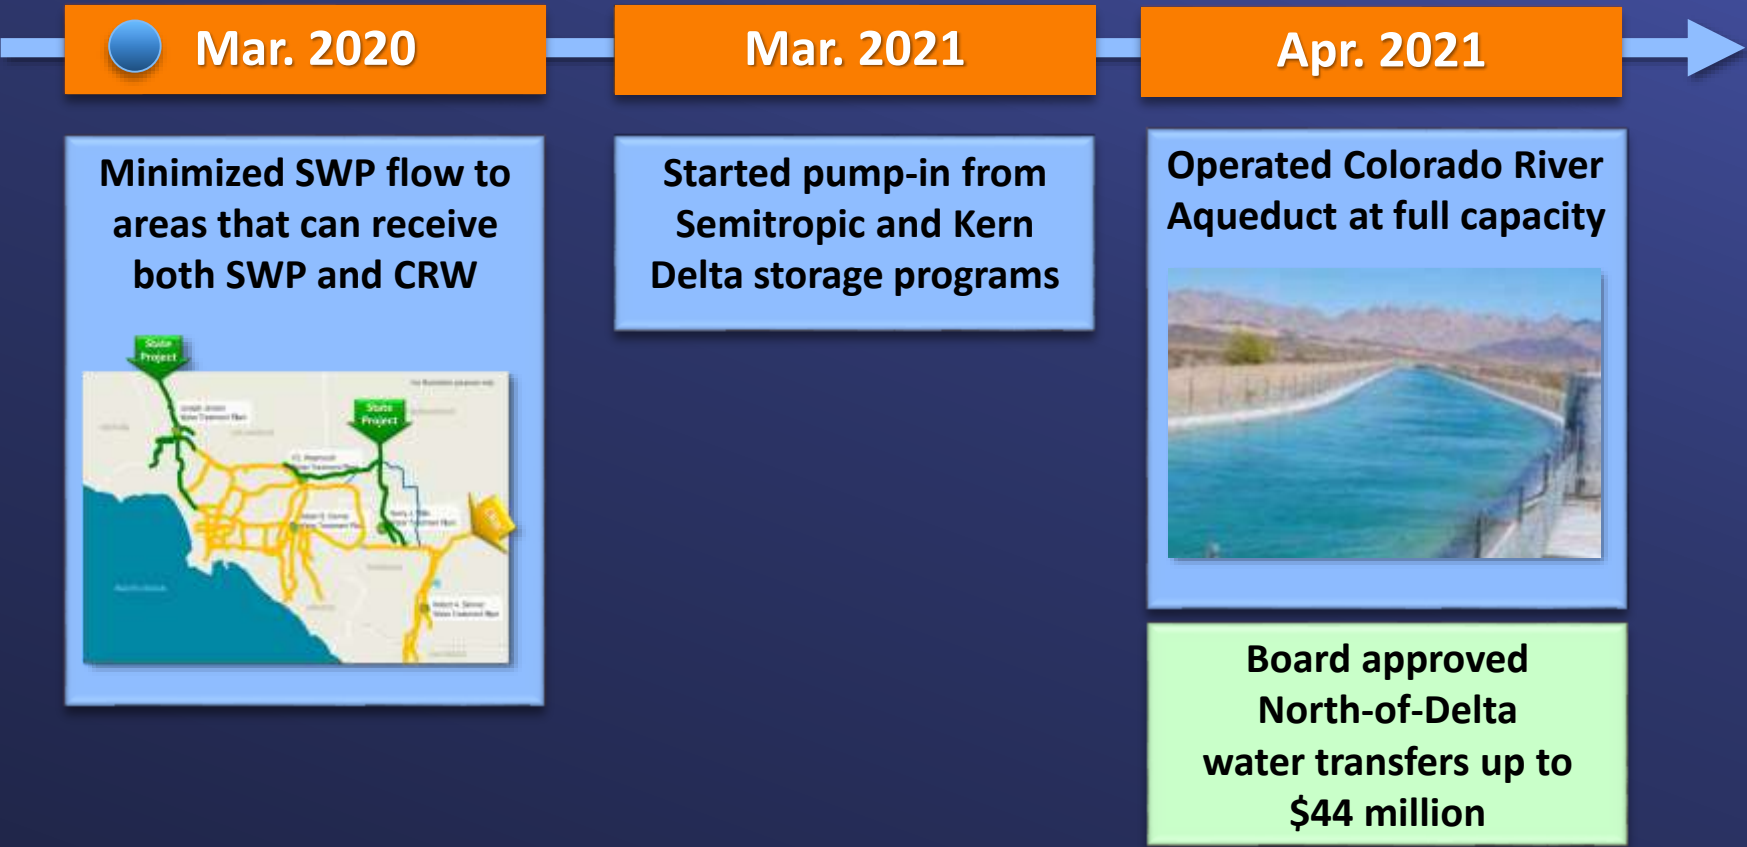 Mar. 2020
Mar. 2021
Apr. 2021
Minimized SWP flow to
areas that can receive
both SWP and CRW
State
Project
State
Project
Started pump-in from
Semitropic and Kern
Delta storage programs
Operated Colorado River
Aqueduct at full capacity
Board approved
North-of-Delta
water transfers up to
$44 million